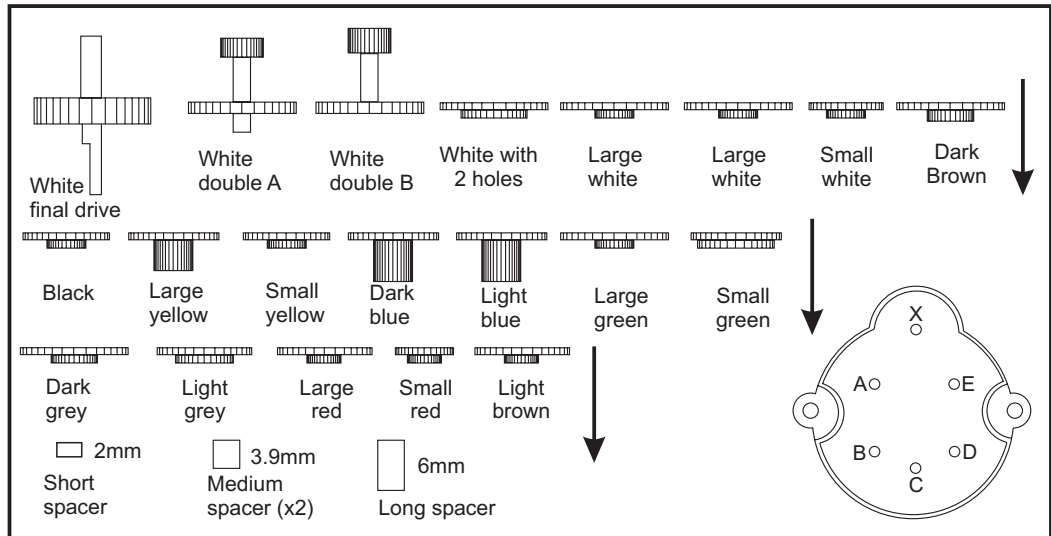 White
final drive
White
double A
White
double B
White with
2 holes
Large
white
Large
white
Small
white
Dark
Brown
Black
Large
yellow
Small
yellow
Dark
blue
Light
blue
Large
green
Small
green
Dark
grey
Light
grey
Large
red
Small
red
Light
brown
2mm
Short
spacer
3.9mm
Medium
spacer (x2)
6mm
Long spacer
X
A
E
B
D
C